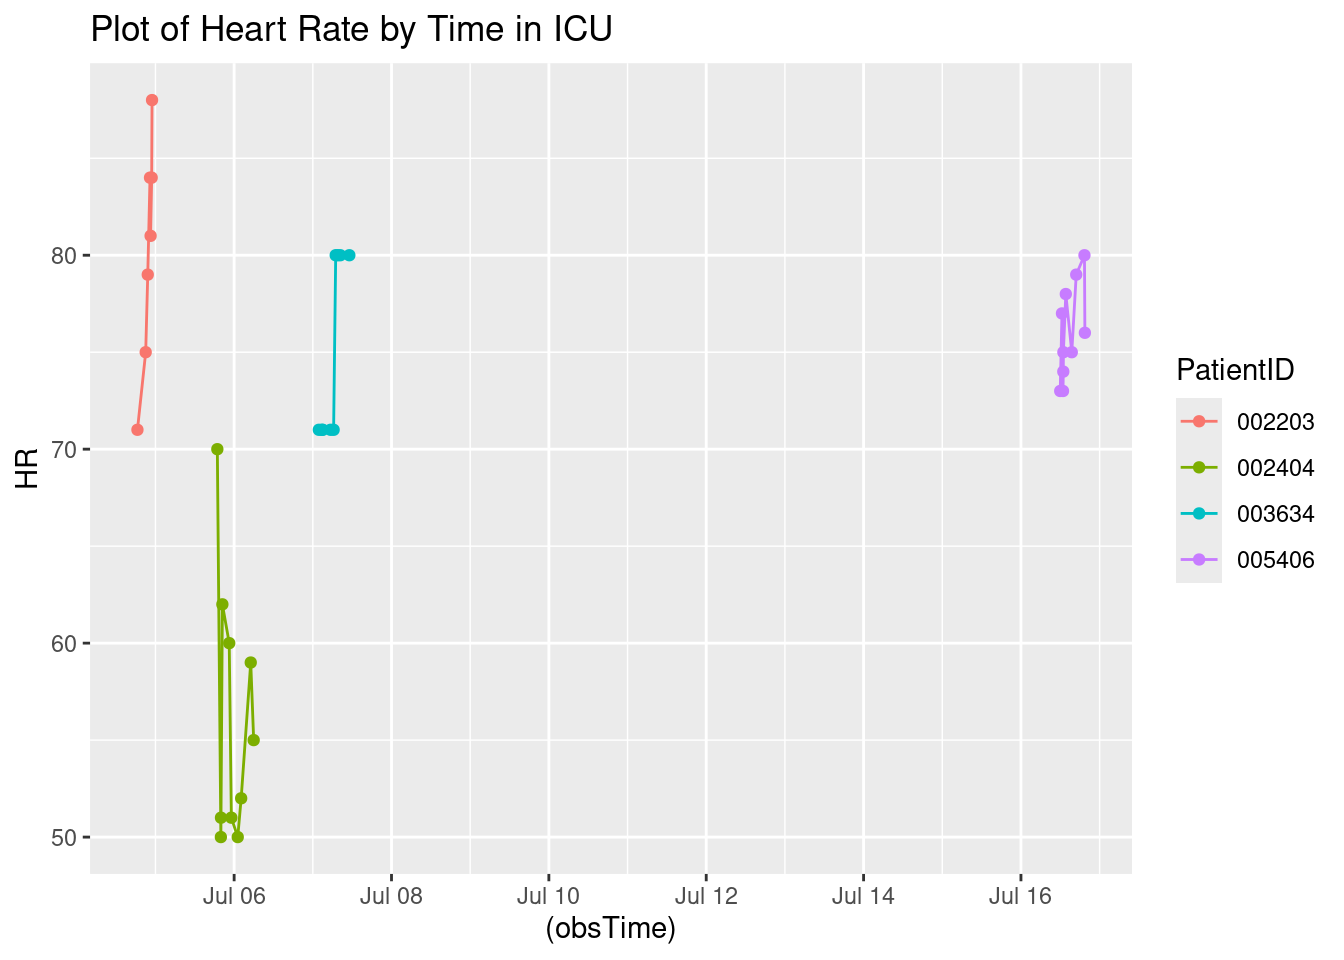 Plot of Heart Rate by Time in ICU
HR
80
70
60
50
Jul 06 Jul 08 Jul 10 Jul 12 Jul 14 Jul 16
(obsTime)
PatientID
002203
002404
003634
005406